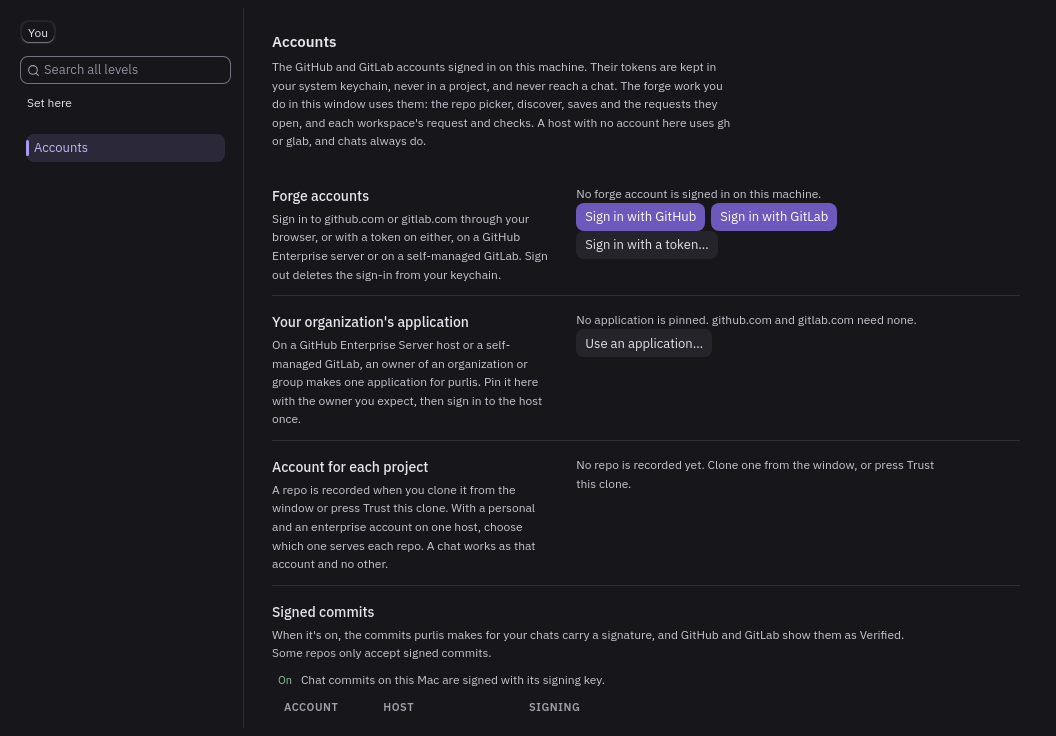 You
Search all levels
Set here
Accounts
Accounts
The GitHub and GitLab accounts signed in on this machine. Their tokens are kept in
your system keychain, never in a project, and never reach a chat. The forge work you
do in this window uses them: the repo picker, discover, saves and the requests they
open, and each workspace's request and checks. A host with no account here uses gh
or glab, and chats always do.
Forge accounts
Sign in to github.com or gitlab.com through your
browser, or with a token on either, on a GitHub
Enterprise server or on a self-managed GitLab. Sign
out deletes the sign-in from your keychain.
No forge account is signed in on this machine.
Sign in with GitHub
Sign in with GitLab
Sign in with a token...
Your organization's application
On a GitHub Enterprise Server host or a self-
managed GitLab, an owner of an organization or
group makes one application for purlis. Pin it here
with the owner you expect, then sign in to the host
once.
No application is pinned. github.com and gitlab.com need none.
Use an application...
Account for each project
A repo is recorded when you clone it from the
window or press Trust this clone. With a personal
and an enterprise account on one host, choose
which one serves each repo. A chat works as that
account and no other.
No repo is recorded yet. Clone one from the window, or press Trust
this clone.
Signed commits
When it's on, the commits purlis makes for your chats carry a signature, and GitHub and GitLab show them as Verified.
Some repos only accept signed commits.
On Chat commits on this Mac are signed with its signing key.
ACCOUNT HOST SIGNING